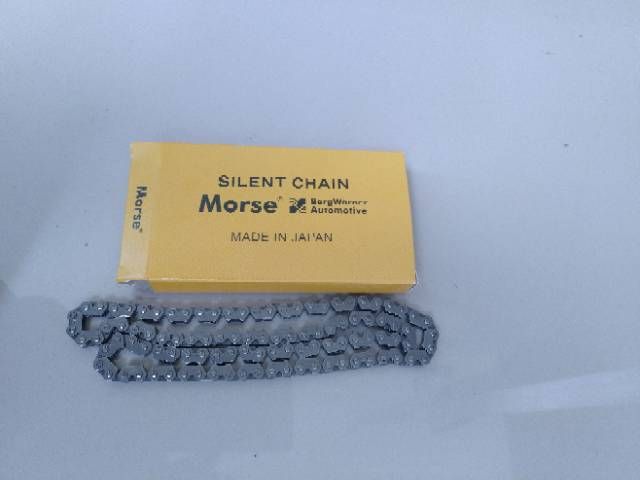 SILENT CHAIN
Morse® BorgWarner
Automotive
MADE IN JAPAN
Morse®